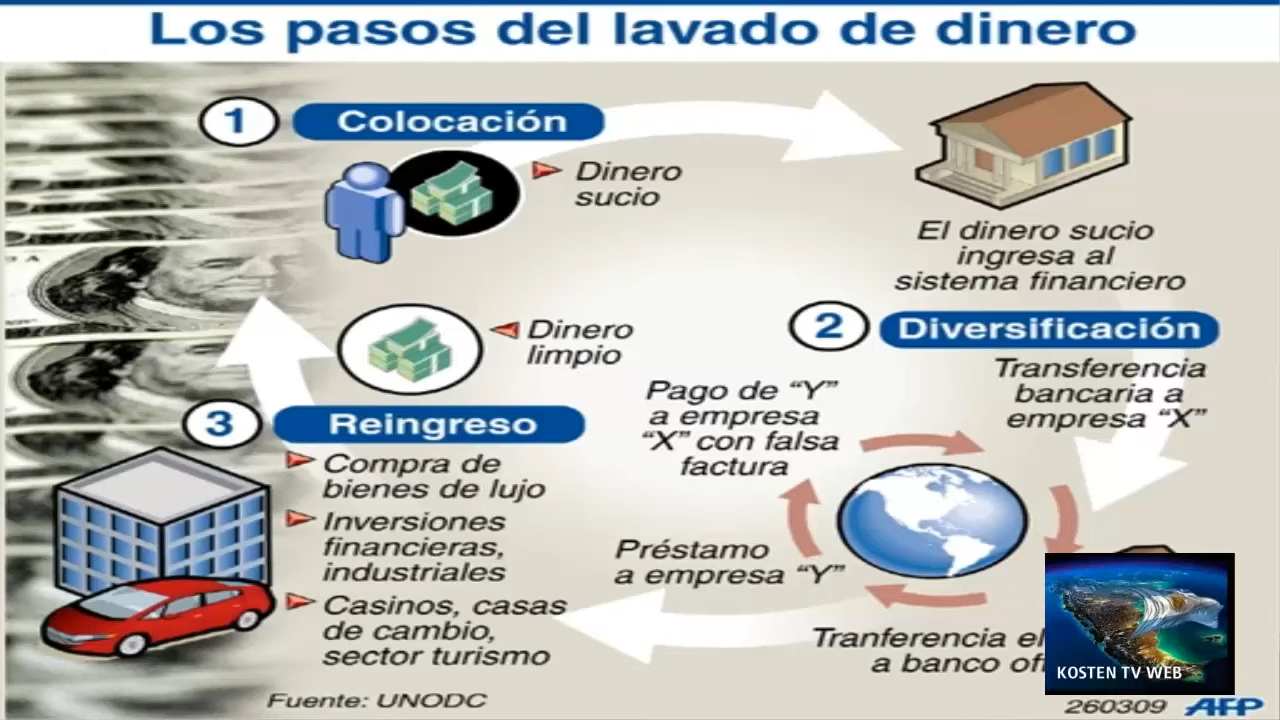 Los pasos del lavado de dinero
1 Colocación
Dinero
sucio
El dinero sucio
ingresa al
sistema financiero
2 Diversificación
Transferencia
bancaria a
empresa “X”
Pago de “Y”
a empresa
“X” con falsa
factura
Préstamo
a empresa “Y”
Tranferencia
a banco
Dinero
limpio
3 Reingreso
Compra de
bienes de lujo
Inversiones
financieras,
industriales
Casinos, casas
de cambio,
sector turismo
Fuente: UNODC
KOSTEN TV WEB
260309 AFP